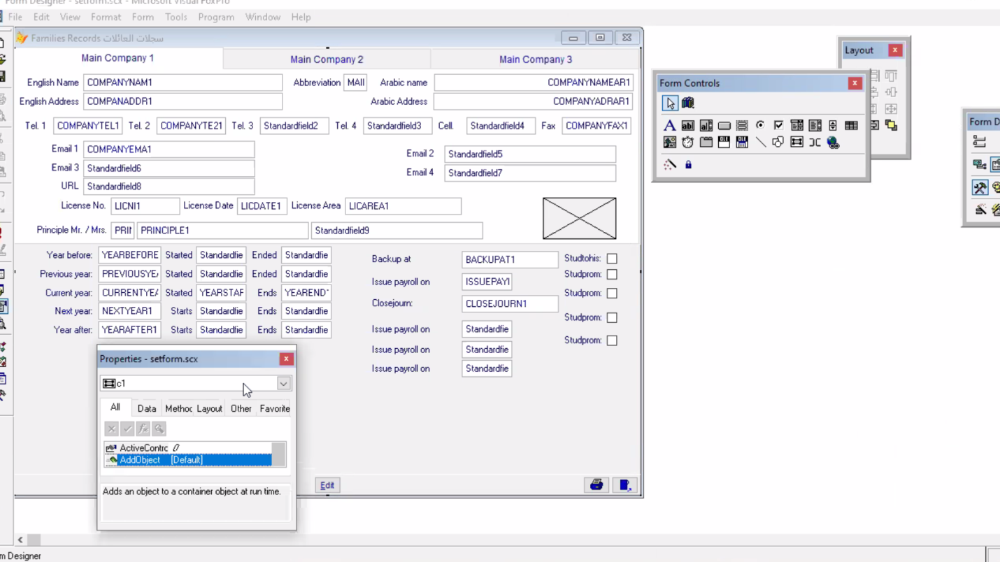 Form Designer - setform.scx - Microsoft Visual FoxPro
File Edit View Format Form Tools Program Window Help
Families Records سجلات العائلات
Layout
Main Company 1 Main Company 2 Main Company 3
Form Controls
English Name COMPANYNAM1 Abbreviation MAII Arabic name COMPANYNAMEAR1
English Address COMPANADDR1 Arabic Address COMPANYADRAR1
Form D
Tel. 1 COMPANYTEL1 Tel. 2 COMPANYTE21 Tel. 3 Standardfield2 Tel. 4 Standardfield3 Cell. Standardfield4 Fax COMPANYFAX1
Email 1 COMPANYEMA1 Email 2 Standardfield5
Email 3 Standardfield6 Email 4 Standardfield7
URL Standardfield8
License No. LICNI1 License Date LICDATE1 License Area LICAREA1
Principle Mr. / Mrs. PRII PRINCIPLE1 Standardfield9
Year before: YEARBEFORE Started Standardfie Ended Standardfie Backup at BACKUPAT1 Studtohis:
Previous year: PREVIOUSYE Started Standardfie Ended Standardfie Issue payroll on ISSUEPAYI Studprom:
Current year: CURRENTYE Started YEARSTAF Ends YEAREND Closejourn: CLOSEJOURN1 Studprom:
Next year: NEXTYEAR1 Starts Standardfie Ends Standardfie Issue payroll on Standardfie Studprom:
Year after: YEARAFTER1 Starts Standardfie Ends Standardfie Issue payroll on Standardfie Studprom:
Issue payroll on Standardfie
Properties - setform.scx
c1
All Data Methoc Layout Other Favorite
ActiveContrc
AddObject [Default]
Adds an object to a container object at run time.
Edit
m Designer